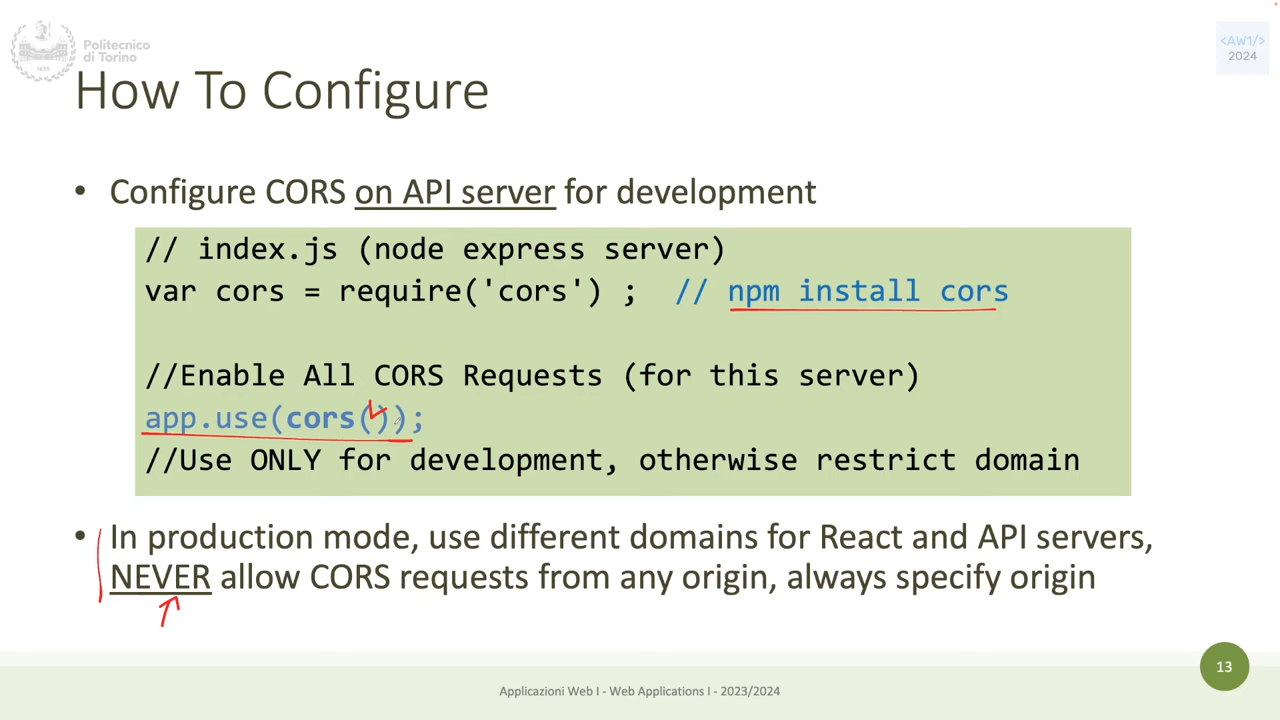 Politecnico
di Torino
1859
<AW1/>
2024
How To Configure
• Configure CORS on API server for development
// index.js (node express server)
var cors = require('cors') ; // npm install cors
//Enable All CORS Requests (for this server)
app.use(cors());
//Use ONLY for development, otherwise restrict domain
• In production mode, use different domains for React and API servers,
NEVER allow CORS requests from any origin, always specify origin
13
Applicazioni Web I - Web Applications I - 2023/2024